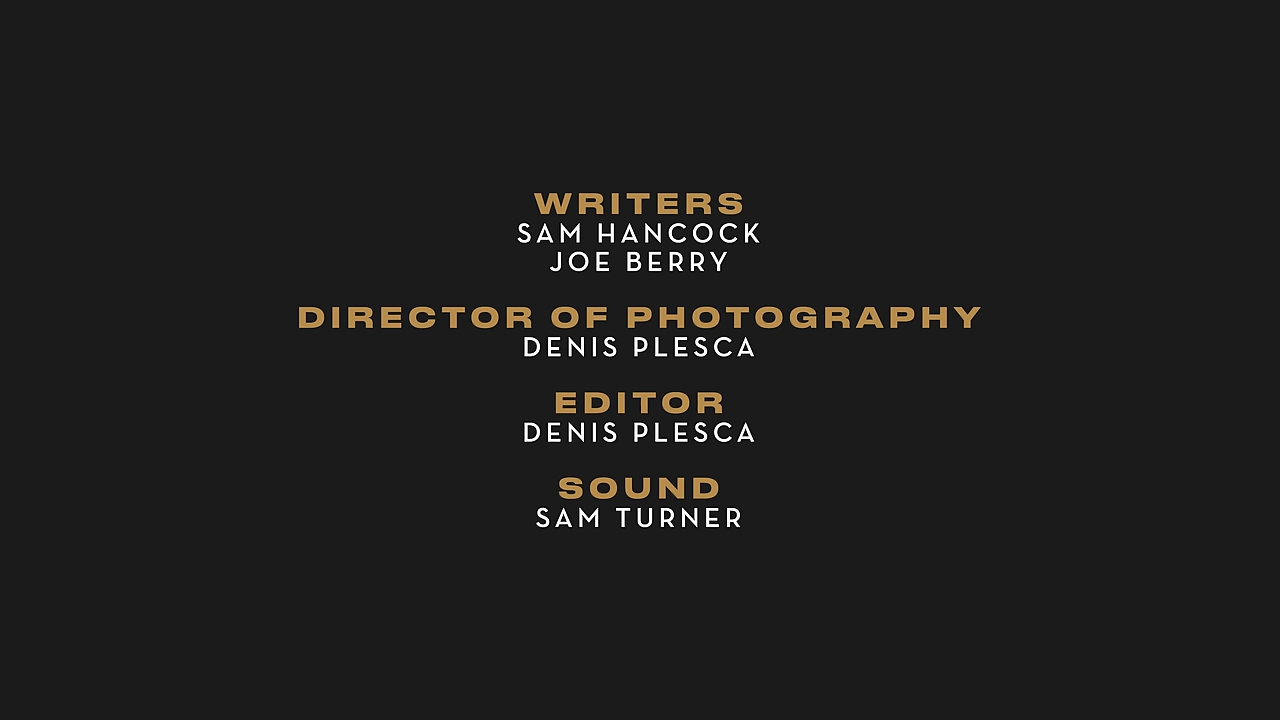 WRITERS
SAM HANCOCK
JOE BERRY
DIRECTOR OF PHOTOGRAPHY
DENIS PLESCA
EDITOR
DENIS PLESCA
SOUND
SAM TURNER